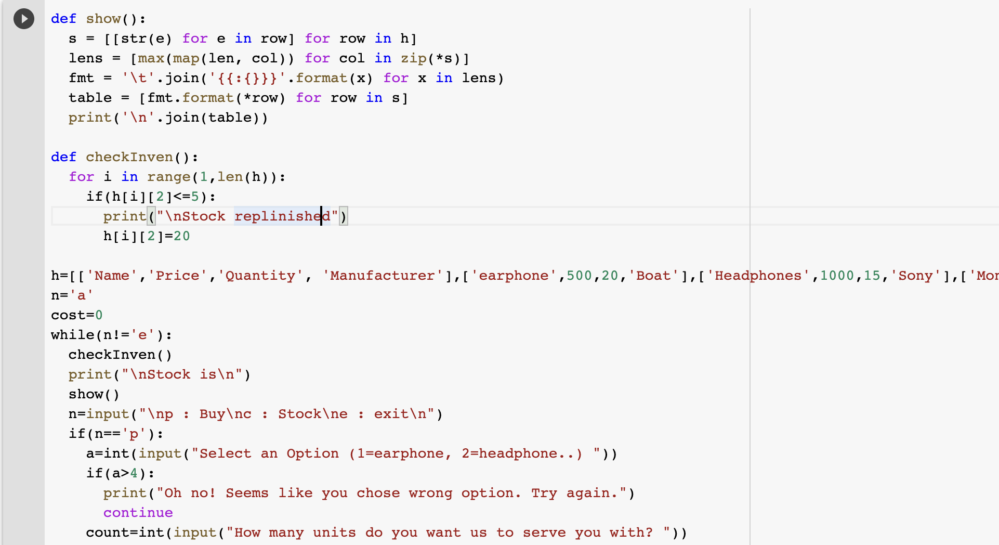 def show():
  s = [[str(e) for e in row] for row in h]
  lens = [max(map(len, col)) for col in zip(*s)]
  fmt = '\t'.join('{{:{}}}'.format(x) for x in lens)
  table = [fmt.format(*row) for row in s]
  print('\n'.join(table))

def checkInven():
  for i in range(1,len(h)):
    if(h[i][2]<=5):
      print("\nStock replinished")
      h[i][2]=20

h=[['Name','Price','Quantity', 'Manufacturer'],['earphone',500,20,'Boat'],['Headphones',1000,15,'Sony'],['Mon
n='a'
cost=0
while(n!='e'):
  checkInven()
  print("\nStock is\n")
  show()
  n=input("\np : Buy\nc : Stock\ne : exit\n")
  if(n=='p'):
    a=int(input("Select an Option (1=earphone, 2=headphone..) "))
    if(a>4):
      print("Oh no! Seems like you chose wrong option. Try again.")
      continue
    count=int(input("How many units do you want us to serve you with? "))